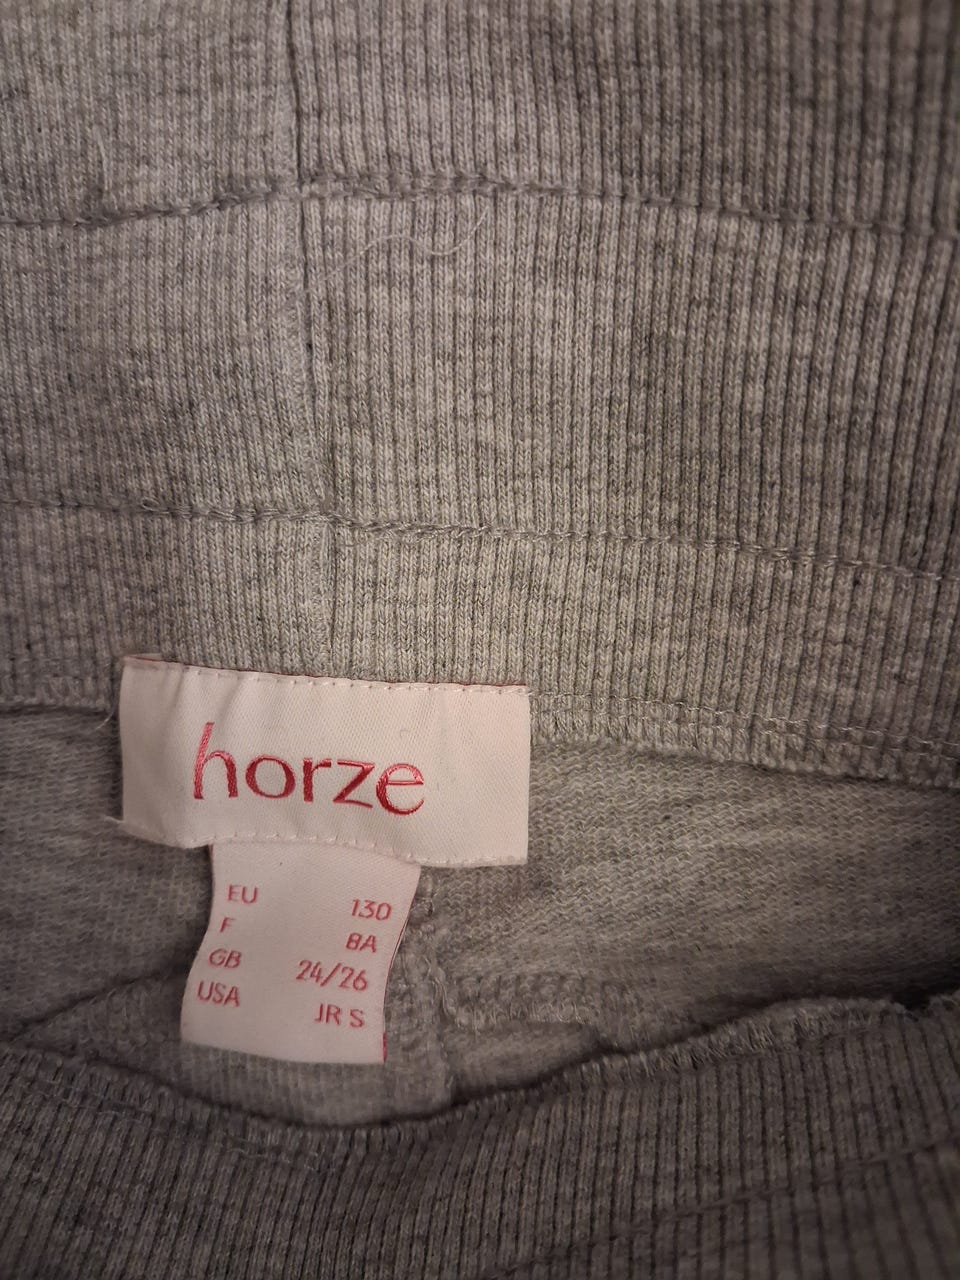 horze
EU 130
F 8A
GB 24/26
USA JR S